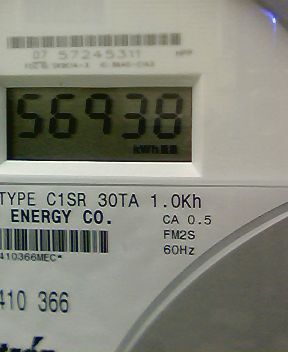 07 57245311
56938
kWh
TYPE C1SR 30TA 1.0Kh
ENERGY CO.
CA 0.5
FM2S
60Hz
410366MEC*
410 366